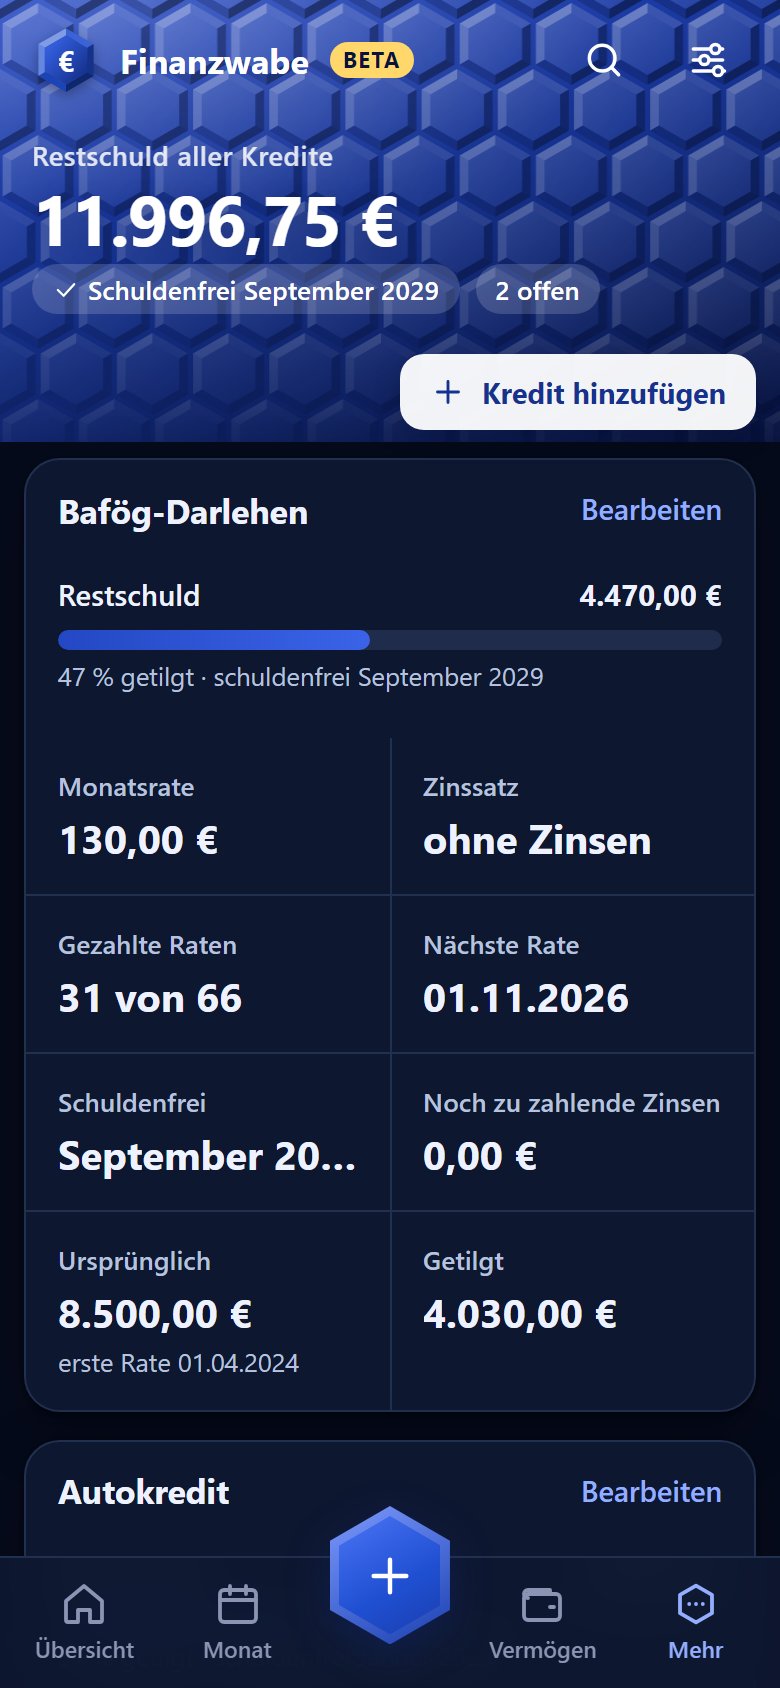 € Finanzwabe BETA
Restschuld aller Kredite
11.996,75 €
Schuldenfrei September 2029 2 offen
Kredit hinzufügen
Bafög-Darlehen Bearbeiten
Restschuld 4.470,00 €
47 % getilgt · schuldenfrei September 2029
Monatsrate Zinssatz
130,00 € ohne Zinsen
Gezahlte Raten Nächste Rate
31 von 66 01.11.2026
Schuldenfrei Noch zu zahlende Zinsen
September 20... 0,00 €
Ursprünglich Getilgt
8.500,00 € 4.030,00 €
erste Rate 01.04.2024
Autokredit Bearbeiten
Übersicht Monat Vermögen Mehr